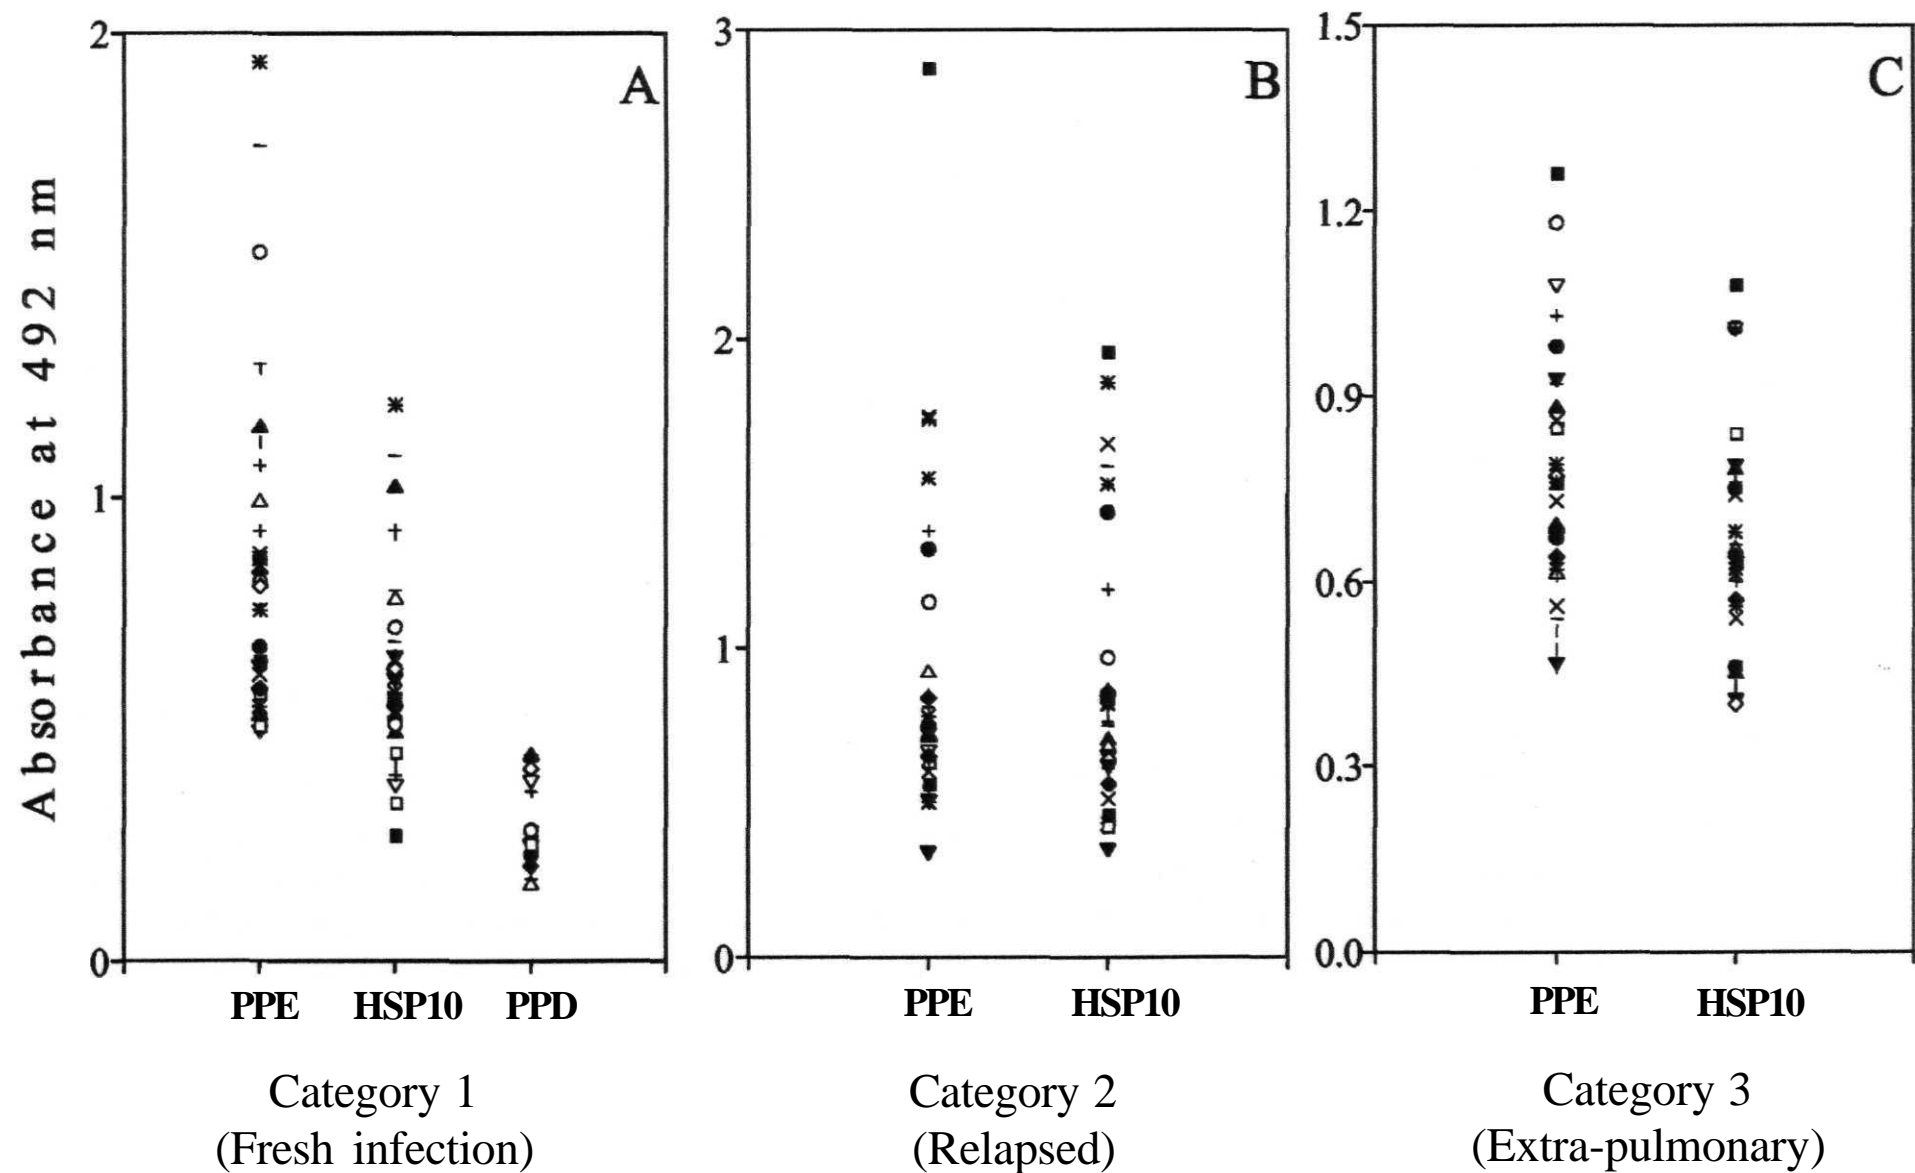 Absorbance at 492 nm
2
1
0
A
PPE HSP10 PPD
Category 1
(Fresh infection)
3
2
1
0
B
PPE HSP10
Category 2
(Relapsed)
1.5
1.2
0.9
0.6
0.3
0.0
C
PPE HSP10
Category 3
(Extra-pulmonary)